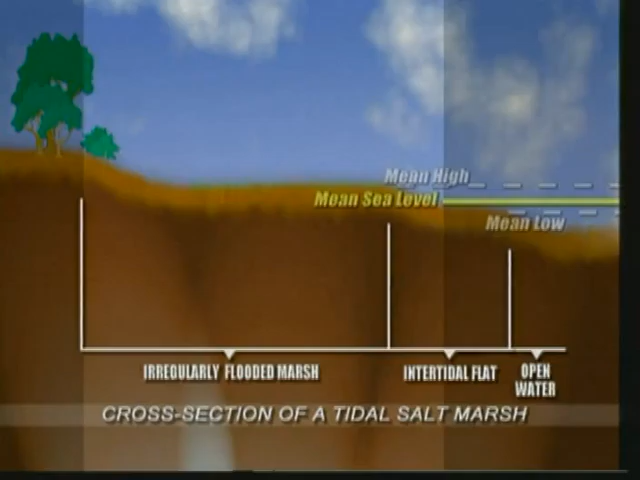 Mean High
Mean Sea Level
Mean Low
IRREGULARLY FLOODED MARSH
INTERTIDAL FLAT
OPEN
WATER
CROSS-SECTION OF A TIDAL SALT MARSH